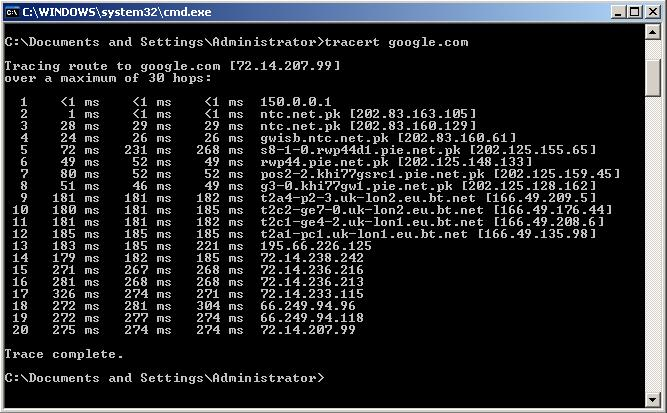 C:\WINDOWS\system32\cmd.exe
C:\Documents and Settings\Administrator>tracert google.com
Tracing route to google.com [72.14.207.99]
over a maximum of 30 hops:
1 <1 ms <1 ms <1 ms 150.0.0.1
2 1 ms <1 ms <1 ms ntc.net.pk [202.83.163.105]
3 28 ms 29 ms 29 ms ntc.net.pk [202.83.160.129]
4 24 ms 26 ms 26 ms gwisb.ntc.net.pk [202.83.160.61]
5 72 ms 231 ms 268 ms s8-1-0.rwp44d1.pie.net.pk [202.125.155.65]
6 49 ms 52 ms 49 ms rwp44.pie.net.pk [202.125.148.133]
7 80 ms 52 ms 52 ms pos2-2.khi77gsrc1.pie.net.pk [202.125.159.45]
8 51 ms 46 ms 49 ms g3-0.khi77gw1.pie.net.pk [202.125.128.162]
9 181 ms 181 ms 182 ms t2a4-p2-3.uk-lon2.eu.bt.net [166.49.209.5]
10 180 ms 181 ms 185 ms t2c2-ge7-0.uk-lon2.eu.bt.net [166.49.176.44]
11 181 ms 181 ms 182 ms t2c1-ge4-2.uk-lon1.eu.bt.net [166.49.208.6]
12 185 ms 185 ms 185 ms t2a1-pc1.uk-lon1.eu.bt.net [166.49.135.98]
13 183 ms 185 ms 221 ms 195.66.226.125
14 179 ms 182 ms 185 ms 72.14.238.242
15 271 ms 267 ms 268 ms 72.14.236.216
16 281 ms 268 ms 268 ms 72.14.236.213
17 326 ms 274 ms 271 ms 72.14.233.115
18 272 ms 281 ms 304 ms 66.249.94.96
19 272 ms 277 ms 274 ms 66.249.94.118
20 275 ms 274 ms 274 ms 72.14.207.99
Trace complete.
C:\Documents and Settings\Administrator>